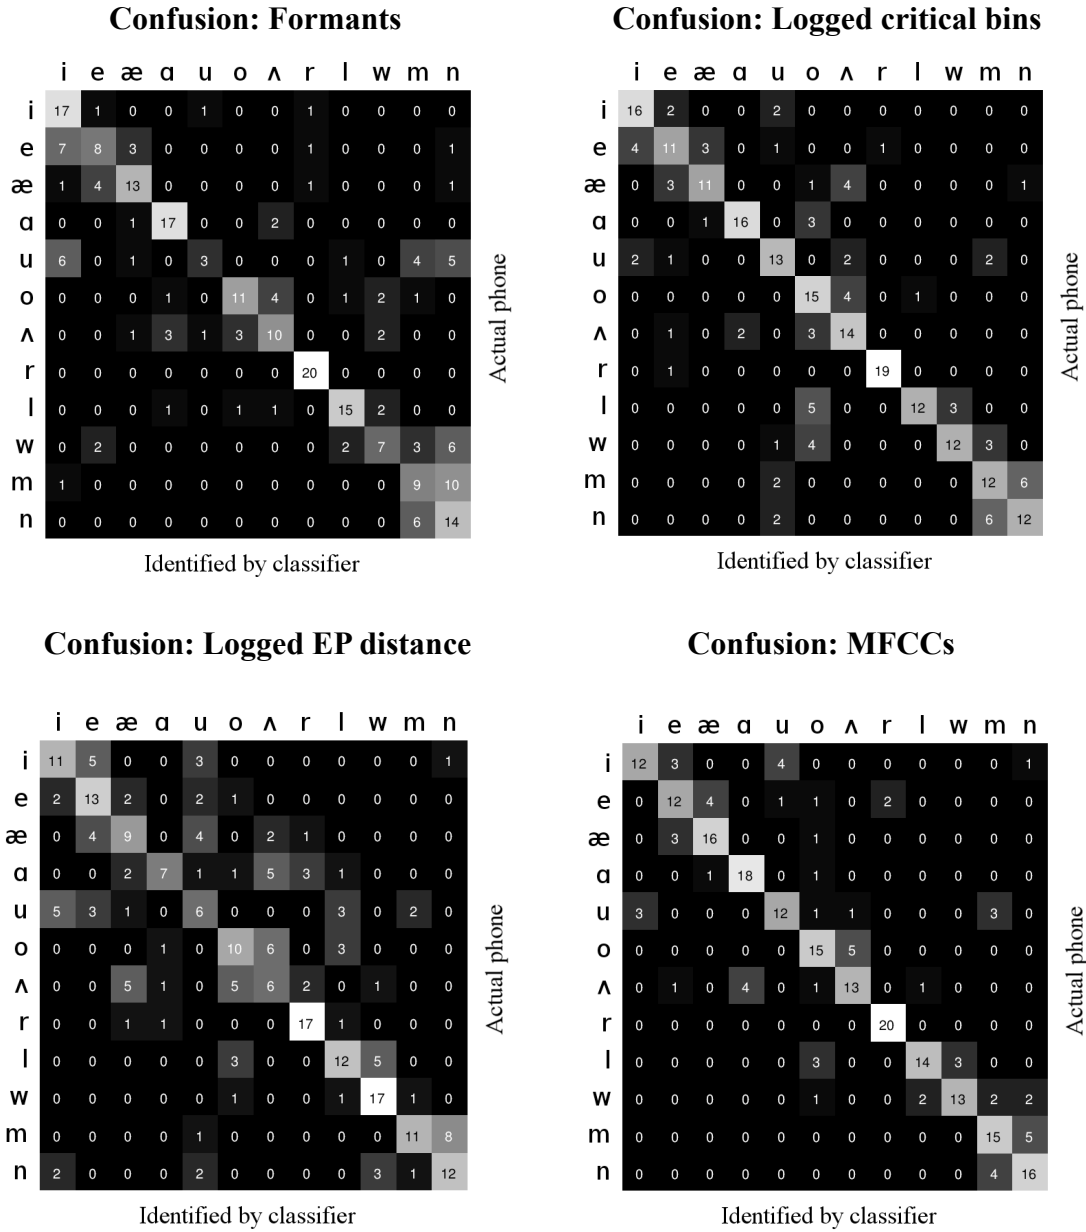 Confusion: Formants
i e æ ɑ u o ʌ r l w m n
i 17 1 0 0 1 0 0 1 0 0 0 0
e 7 8 3 0 0 0 0 1 0 0 0 1
æ 1 4 13 0 0 0 0 1 0 0 0 1
ɑ 0 0 1 17 0 0 2 0 0 0 0 0
u 6 0 1 0 3 0 0 0 1 0 4 5
o 0 0 0 1 0 11 4 0 1 2 1 0
ʌ 0 0 1 3 1 3 10 0 0 2 0 0
r 0 0 0 0 0 0 0 20 0 0 0 0
l 0 0 0 1 0 1 1 0 15 2 0 0
w 0 2 0 0 0 0 0 0 2 7 3 6
m 1 0 0 0 0 0 0 0 0 0 9 10
n 0 0 0 0 0 0 0 0 0 0 6 14
Actual phone
Identified by classifier
Confusion: Logged critical bins
i e æ ɑ u o ʌ r l w m n
i 16 2 0 0 2 0 0 0 0 0 0 0
e 4 11 3 0 1 0 0 1 0 0 0 0
æ 0 3 11 0 0 1 4 0 0 0 0 1
ɑ 0 0 1 16 0 3 0 0 0 0 0 0
u 2 1 0 0 13 0 2 0 0 0 2 0
o 0 0 0 0 0 15 4 0 1 0 0 0
ʌ 0 1 0 2 0 3 14 0 0 0 0 0
r 0 1 0 0 0 0 0 19 0 0 0 0
l 0 0 0 0 0 5 0 0 12 3 0 0
w 0 0 0 0 1 4 0 0 0 12 3 0
m 0 0 0 0 2 0 0 0 0 0 12 6
n 0 0 0 0 2 0 0 0 0 0 6 12
Actual phone
Identified by classifier
Confusion: Logged EP distance
i e æ ɑ u o ʌ r l w m n
i 11 5 0 0 3 0 0 0 0 0 0 1
e 2 13 2 0 2 1 0 0 0 0 0 0
æ 0 4 9 0 4 0 2 1 0 0 0 0
ɑ 0 0 2 7 1 1 5 3 1 0 0 0
u 5 3 1 0 6 0 0 0 3 0 2 0
o 0 0 0 1 0 10 6 0 3 0 0 0
ʌ 0 0 5 1 0 5 6 2 0 1 0 0
r 0 0 1 1 0 0 0 17 1 0 0 0
l 0 0 0 0 0 3 0 0 12 5 0 0
w 0 0 0 0 0 1 0 0 1 17 1 0
m 0 0 0 0 1 0 0 0 0 0 11 8
n 2 0 0 0 2 0 0 0 0 3 1 12
Actual phone
Identified by classifier
Confusion: MFCCs
i e æ ɑ u o ʌ r l w m n
i 12 3 0 0 4 0 0 0 0 0 0 1
e 0 12 4 0 1 1 0 2 0 0 0 0
æ 0 3 16 0 0 1 0 0 0 0 0 0
ɑ 0 0 1 18 0 1 0 0 0 0 0 0
u 3 0 0 0 12 1 1 0 0 0 3 0
o 0 0 0 0 0 15 5 0 0 0 0 0
ʌ 0 1 0 4 0 1 13 0 1 0 0 0
r 0 0 0 0 0 0 0 20 0 0 0 0
l 0 0 0 0 0 3 0 0 14 3 0 0
w 0 0 0 0 0 1 0 0 2 13 2 2
m 0 0 0 0 0 0 0 0 0 0 15 5
n 0 0 0 0 0 0 0 0 0 0 4 16
Actual phone
Identified by classifier